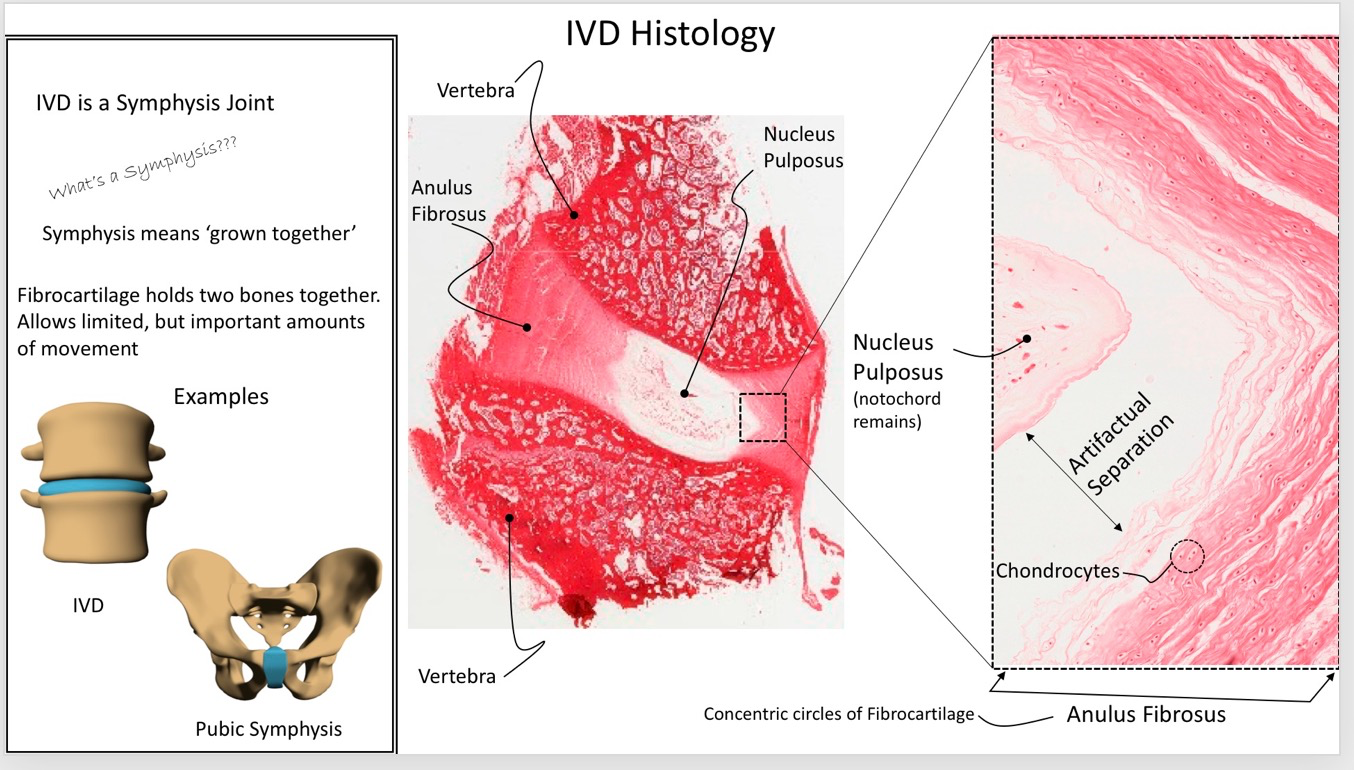 IVD Histology
IVD is a Symphysis Joint
What's a Symphysis???
Symphysis means ‘grown together’
Fibrocartilage holds two bones together.
Allows limited, but important amounts
of movement
Examples
IVD
Pubic Symphysis
Vertebra
Nucleus
Pulposus
Anulus
Fibrosus
Vertebra
Nucleus
Pulposus
(notochord
remains)
Artifactual
Separation
Chondrocytes
Concentric circles of Fibrocartilage
Anulus Fibrosus